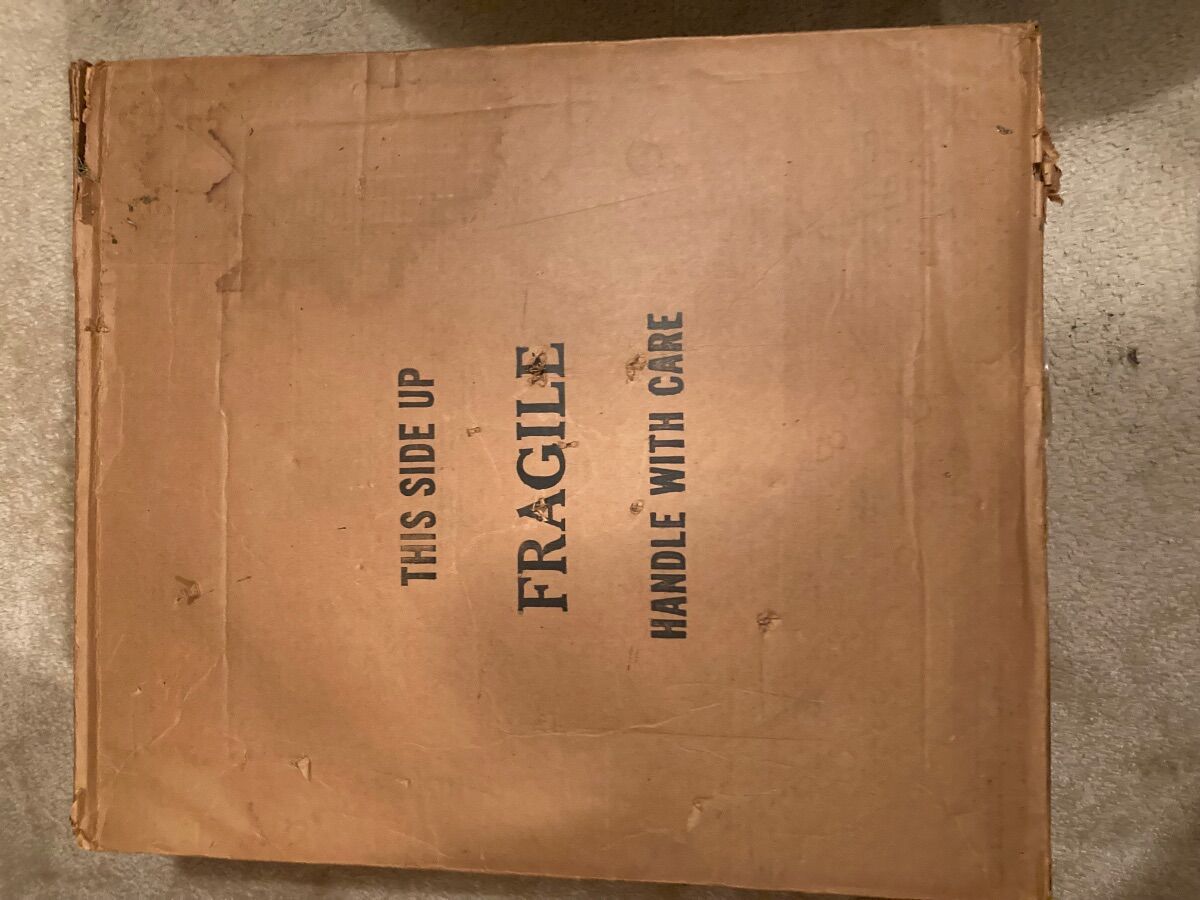 THIS SIDE UP
FRAGILE
HANDLE WITH CARE